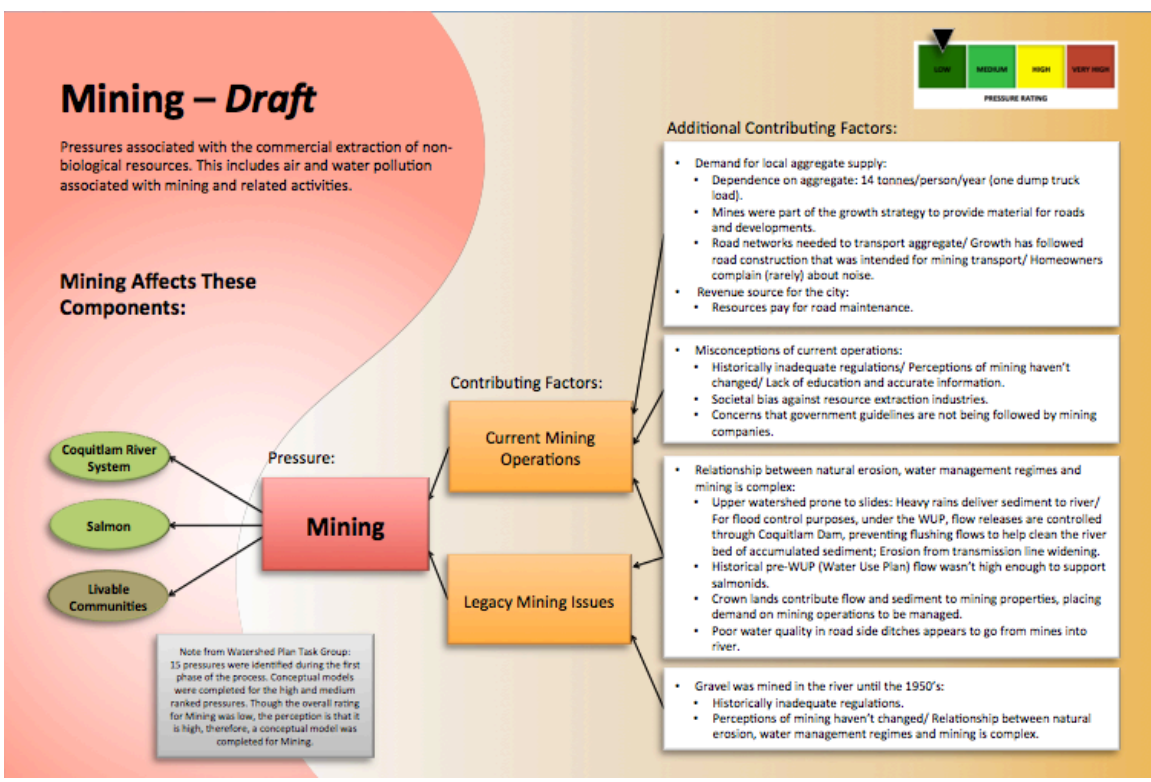 Mining – Draft
Pressures associated with the commercial extraction of non-
biological resources. This includes air and water pollution
associated with mining and related activities.
LOW
MEDIUM
HIGH
VERY HIGH
PRESSURE RATING
Mining Affects These
Components:
Coquitlam River
System
Salmon
Livable
Communities
Pressure:
Mining
Contributing Factors:
Current Mining
Operations
Legacy Mining Issues
Additional Contributing Factors:
• Demand for local aggregate supply:
• Dependence on aggregate: 14 tonnes/person/year (one dump truck
load).
• Mines were part of the growth strategy to provide material for roads
and developments.
• Road networks needed to transport aggregate/ Growth has followed
road construction that was intended for mining transport/ Homeowners
complain (rarely) about noise.
• Revenue source for the city:
• Resources pay for road maintenance.
• Misconceptions of current operations:
• Historically inadequate regulations/ Perceptions of mining haven't
changed/ Lack of education and accurate information.
• Societal bias against resource extraction industries.
• Concerns that government guidelines are not being followed by mining
companies.
• Relationship between natural erosion, water management regimes and
mining is complex:
• Upper watershed prone to slides: Heavy rains deliver sediment to river/
For flood control purposes, under the WUP, flow releases are controlled
through Coquitlam Dam, preventing flushing flows to help clean the river
bed of accumulated sediment; Erosion from transmission line widening.
• Historical pre-WUP (Water Use Plan) flow wasn't high enough to support
salmonids.
• Crown lands contribute flow and sediment to mining properties, placing
demand on mining operations to be managed.
• Poor water quality in road side ditches appears to go from mines into
river.
• Gravel was mined in the river until the 1950's:
• Historically inadequate regulations.
• Perceptions of mining haven't changed/ Relationship between natural
erosion, water management regimes and mining is complex.
Note from Watershed Plan Task Group:
15 pressures were identified during the first
phase of the process. Conceptual models
were completed for the high and medium
ranked pressures. Though the overall rating
for Mining was low, the perception is that it
is high, therefore, a conceptual model was
completed for Mining.